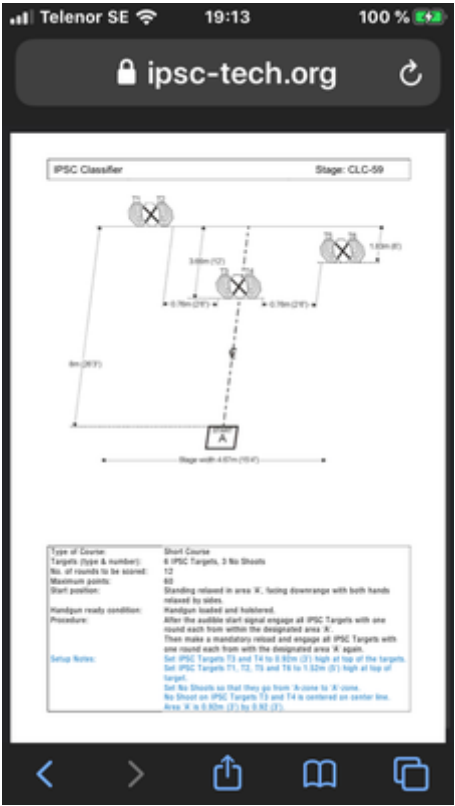 Telenor SE 19:13 100 %
ipsc-tech.org
IPSC Classifier Stage: CLC-59
T1 T2
T5 T6
1.83m (6')
3.66m (12')
T3 T4
0.76m (2'6") 0.76m (2'6")
8m (26'3")
A
Stage width 4.67m (15'4")
Type of Course: Short Course
Targets (type & number): 6 IPSC Targets, 3 No Shoots
No. of rounds to be scored: 12
Maximum points: 60
Start position: Standing relaxed in area 'A', facing downrange with both hands
relaxed by sides.
Handgun ready condition: Handgun loaded and holstered.
Procedure: After the audible start signal engage all IPSC Targets with one
round each from within the designated area 'A'.
Then make a mandatory reload and engage all IPSC Targets with
one round each from with the designated area 'A' again.
Setup Notes: Set IPSC Targets T3 and T4 to 0.92m (3') high at top of the targets.
Set IPSC Targets T1, T2, T5 and T6 to 1.52m (5') high at top of
target.
Set No Shoots so that they go from 'A-zone to 'A'-zone.
No Shoot on IPSC Targets T3 and T4 is centered on center line.
Area 'A' is 0.92m (3') by 0.92 (3').